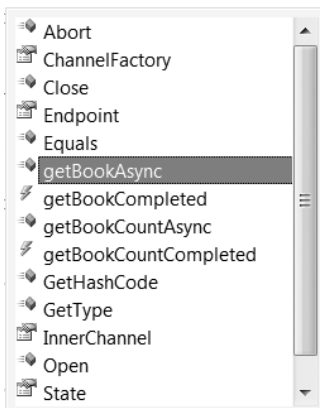 Abort
ChannelFactory
Close
Endpoint
Equals
getBookAsync
getBookCompleted
getBookCountAsync
getBookCountCompleted
GetHashCode
GetType
InnerChannel
Open
State